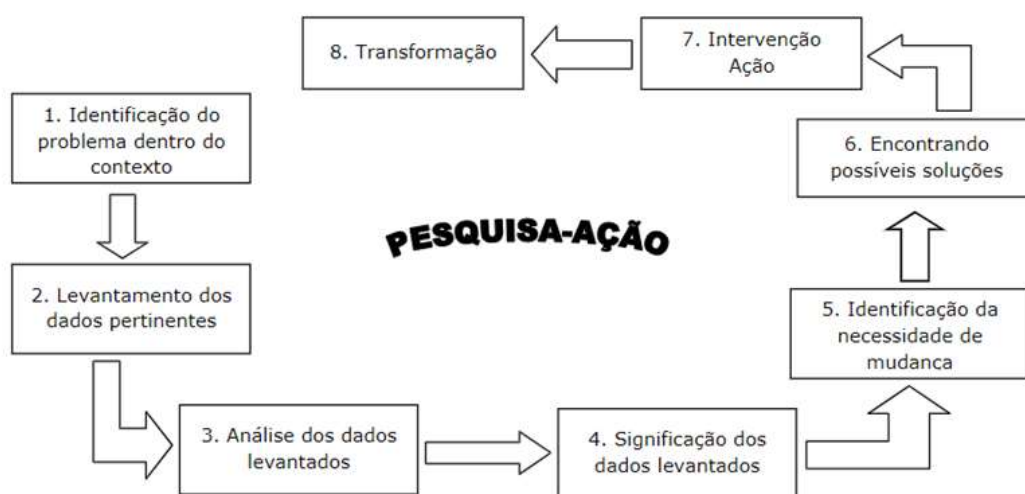 1. Identificação do
problema dentro do
contexto
2. Levantamento dos
dados pertinentes
3. Análise dos dados
levantados
4. Significação dos
dados levantados
5. Identificação da
necessidade de
mudança
6. Encontrando
possíveis soluções
7. Intervenção
Ação
8. Transformação
PESQUISA-AÇÃO